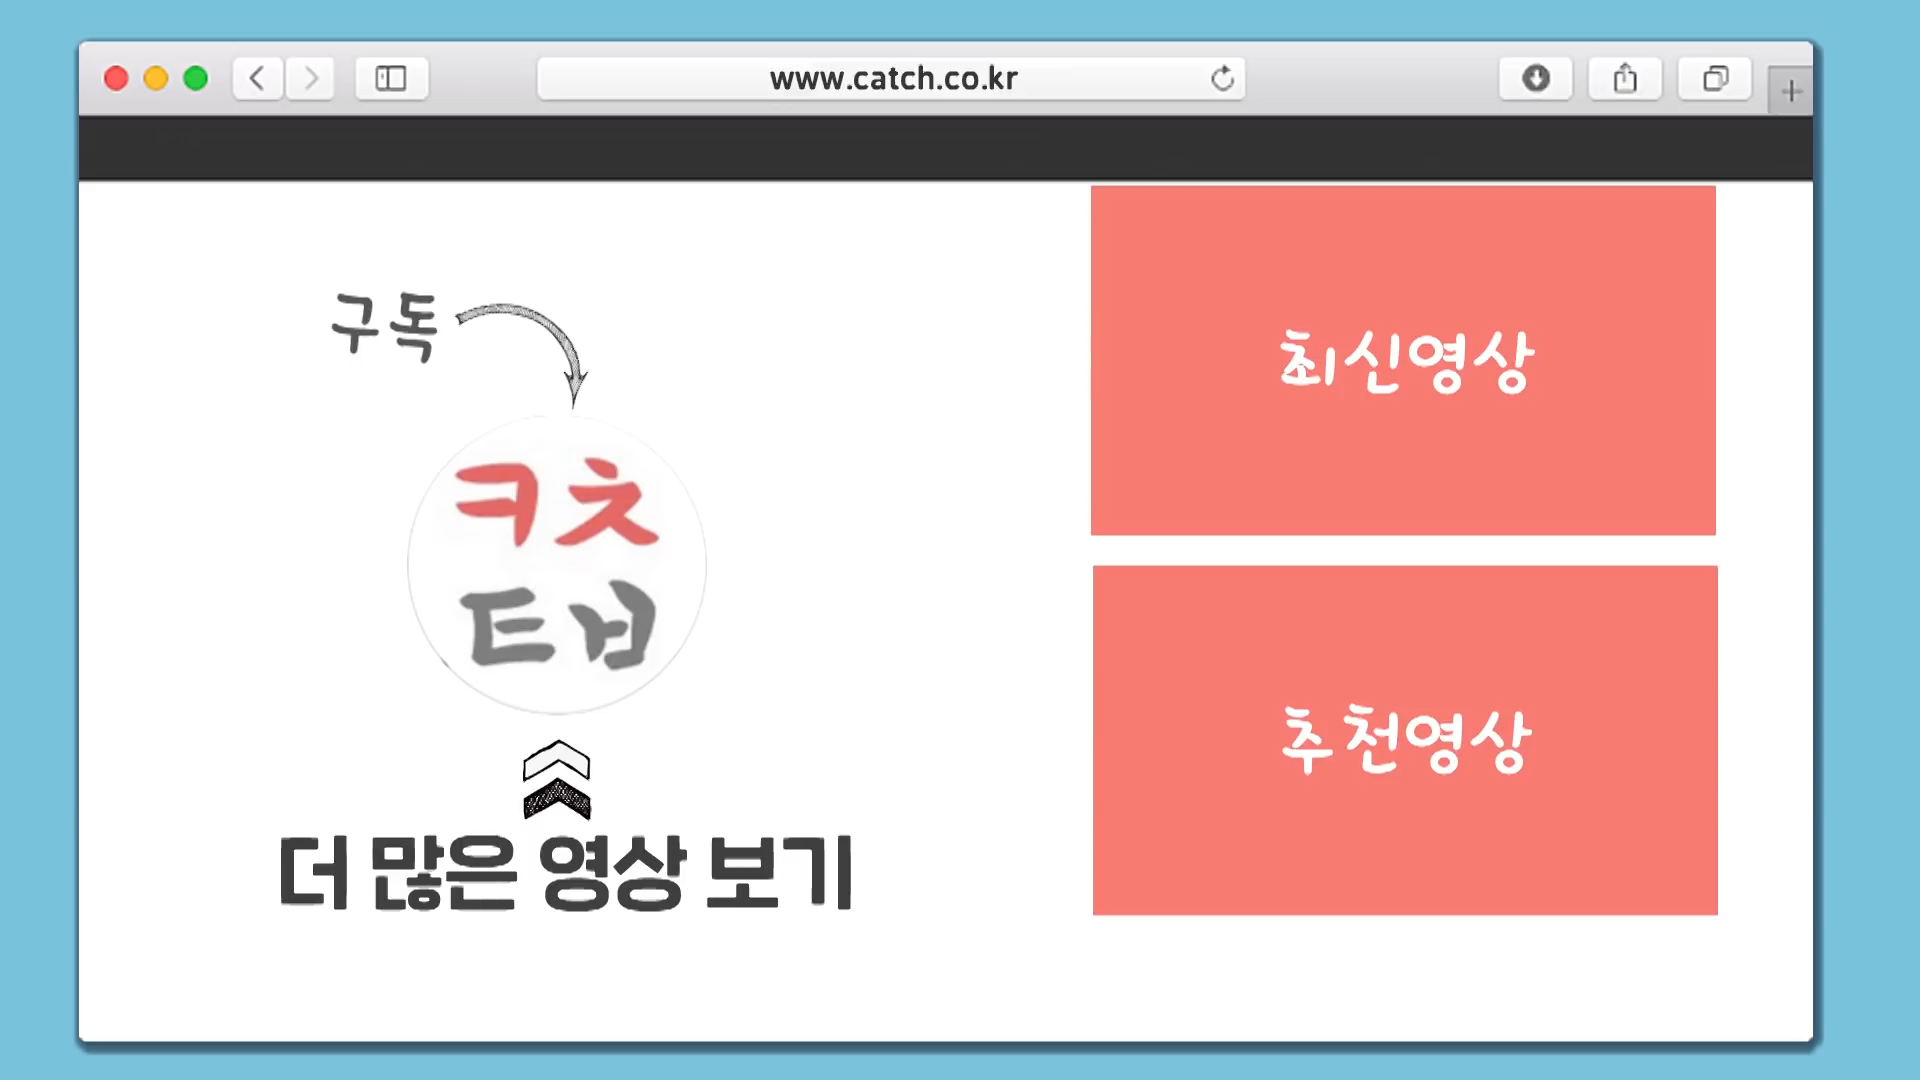 www.catch.co.kr
구독
ㅋㅊ
ㅌㅂ
더 많은 영상 보기
최신영상
추천영상